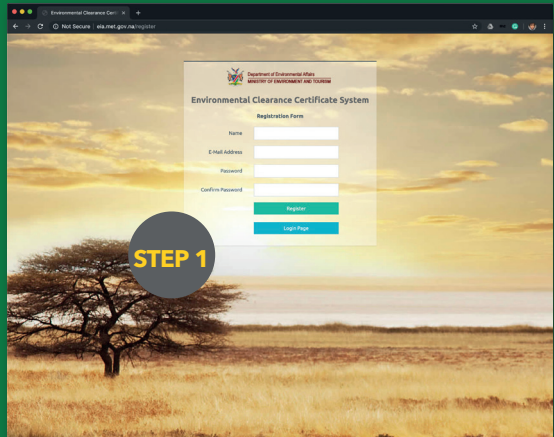 Environmental Clearance Certi
Not Secure | eia.met.gov.na/register
Department of Environmental Affairs
MINISTRY OF ENVIRONMENT AND TOURISM
Environmental Clearance Certificate System
Registration Form
Name
E-Mail Address
Password
Confirm-Password
Register
Login Page
STEP 1